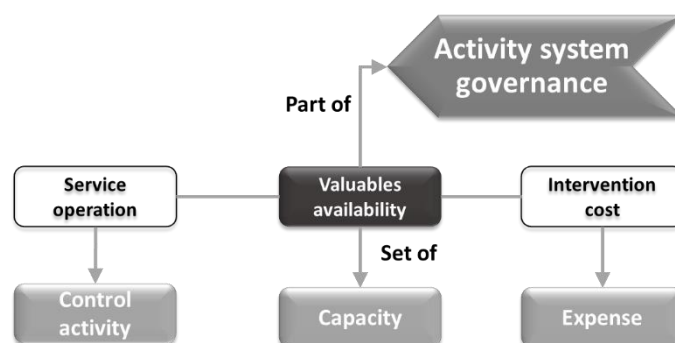 Activity system
governance
Part of
Service
operation
Valuables
availability
Intervention
cost
Set of
Control
activity
Capacity
Expense